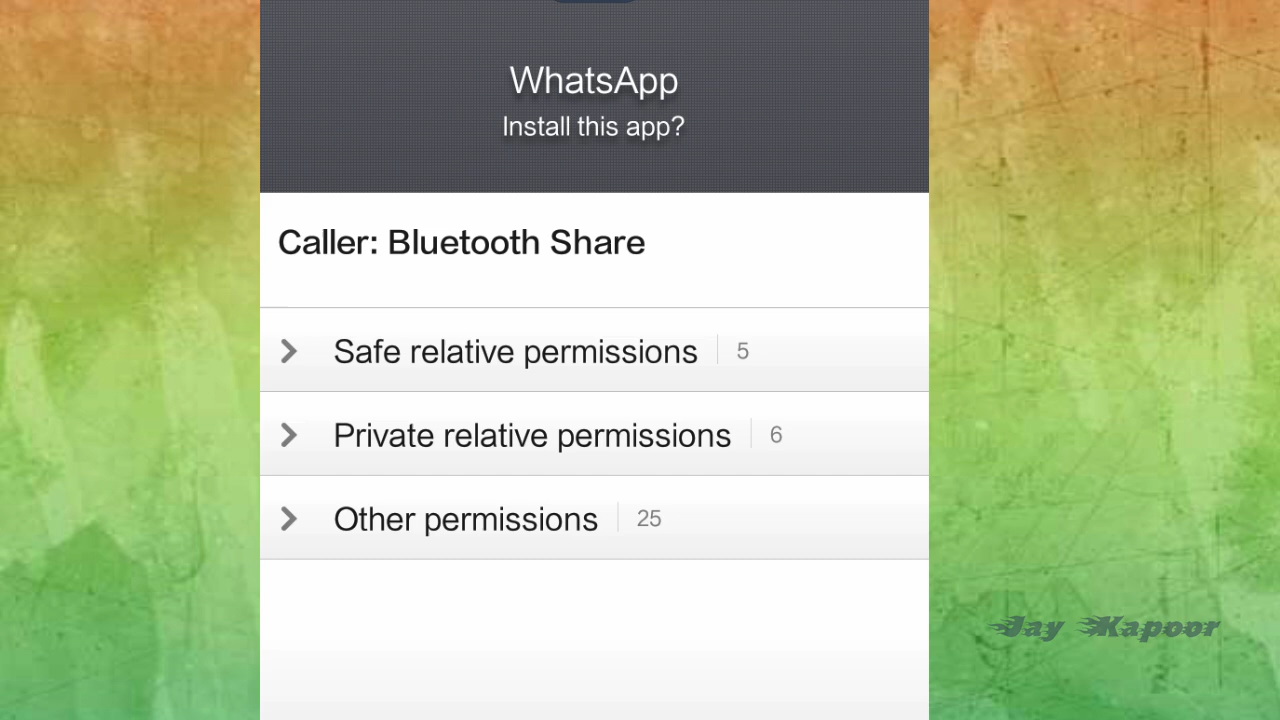 WhatsApp
Install this app?
Caller: Bluetooth Share
Safe relative permissions 5
Private relative permissions 6
Other permissions 25
Jay Kapoor